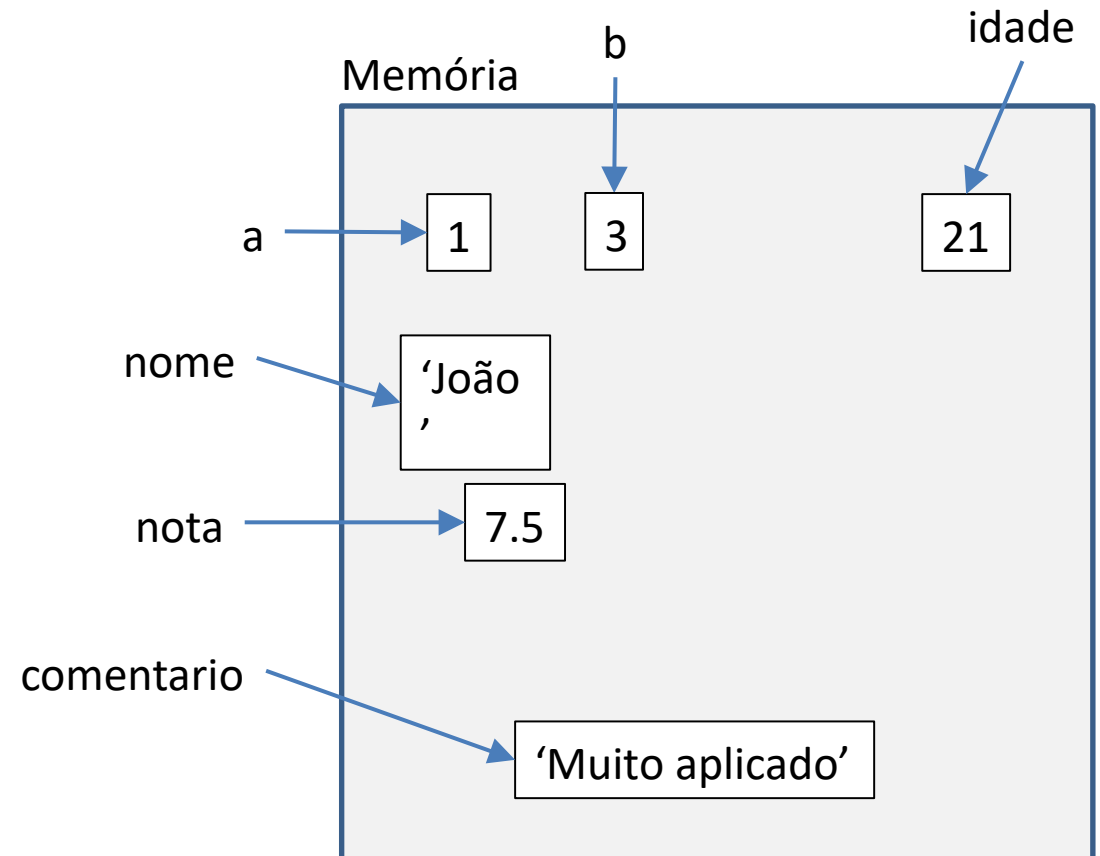 idade
b
Memória
a
1
3
21
nome
‘João
’
nota
7.5
comentario
‘Muito aplicado’